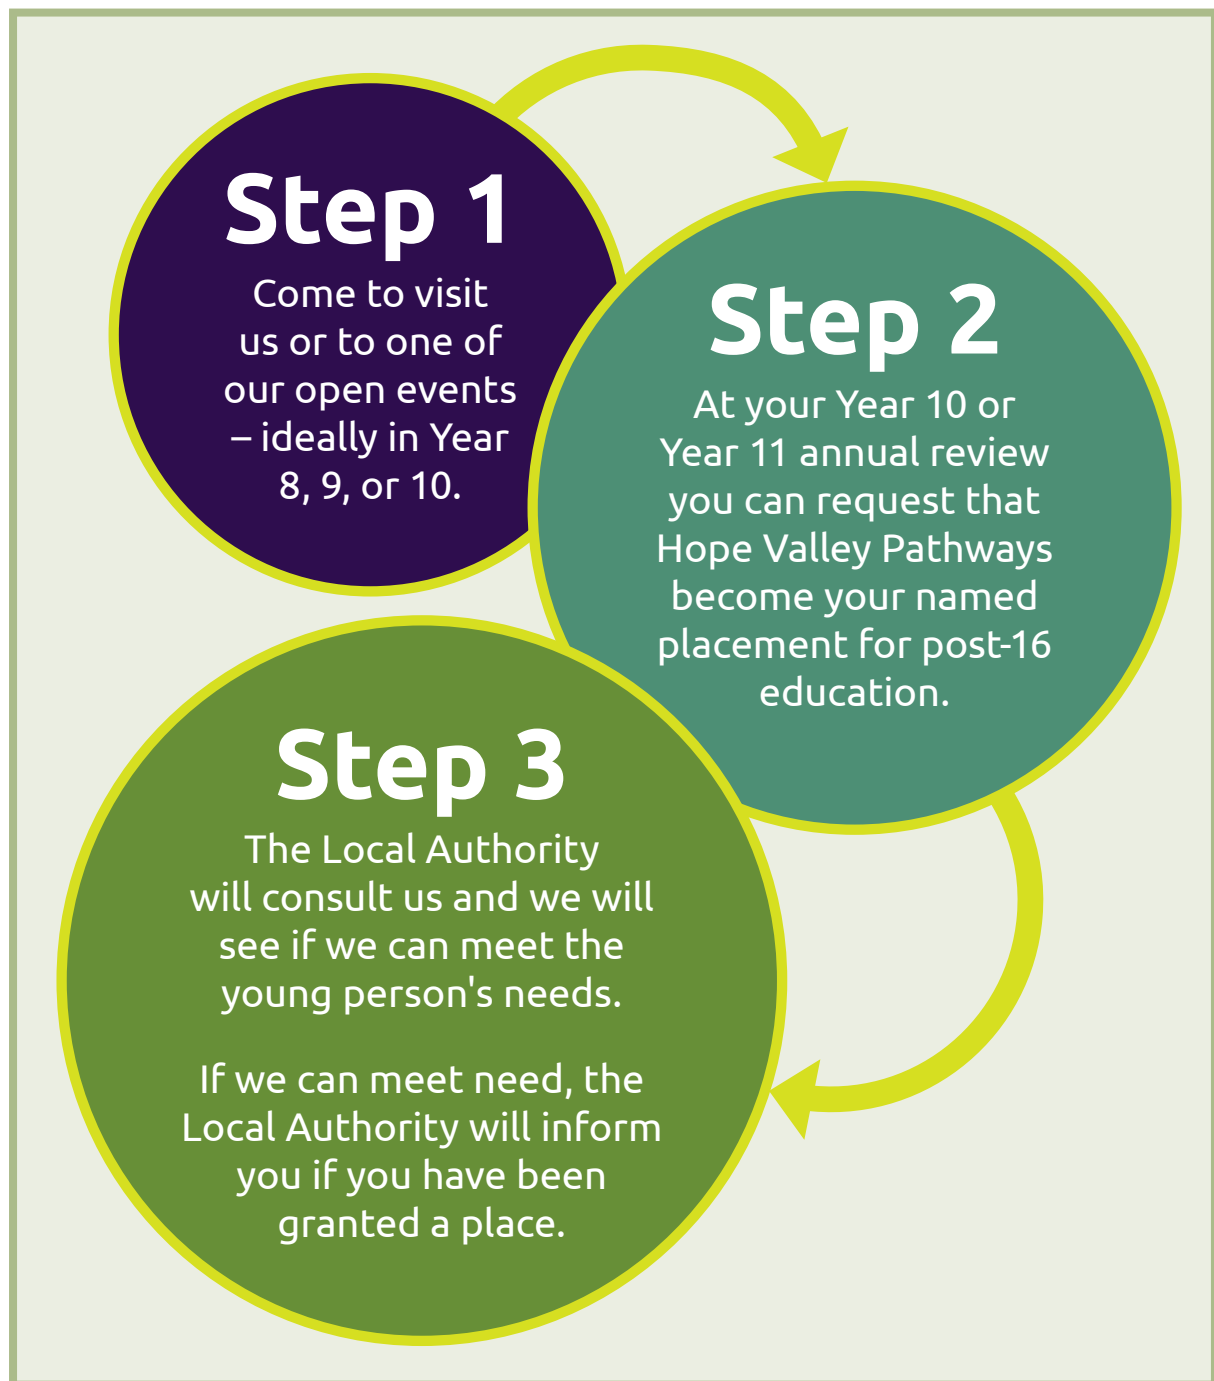 Step 1
Come to visit
us or to one of
our open events
– ideally in Year
8, 9, or 10.
Step 2
At your Year 10 or
Year 11 annual review
you can request that
Hope Valley Pathways
become your named
placement for post-16
education.
Step 3
The Local Authority
will consult us and we will
see if we can meet the
young person's needs.
If we can meet need, the
Local Authority will inform
you if you have been
granted a place.